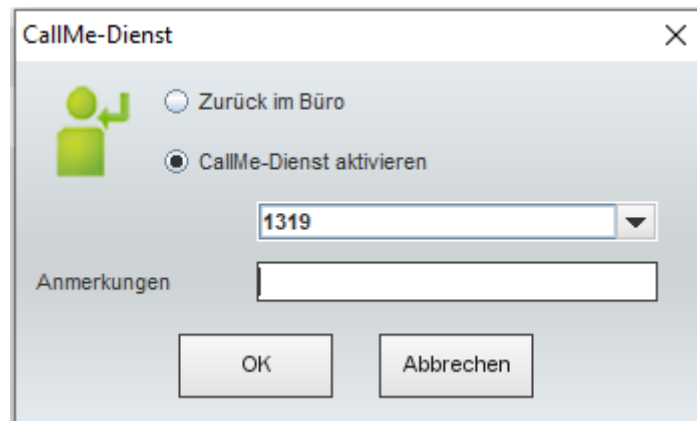 CallMe-Dienst
Zurück im Büro
CallMe-Dienst aktivieren
1319
Anmerkungen
OK
Abbrechen